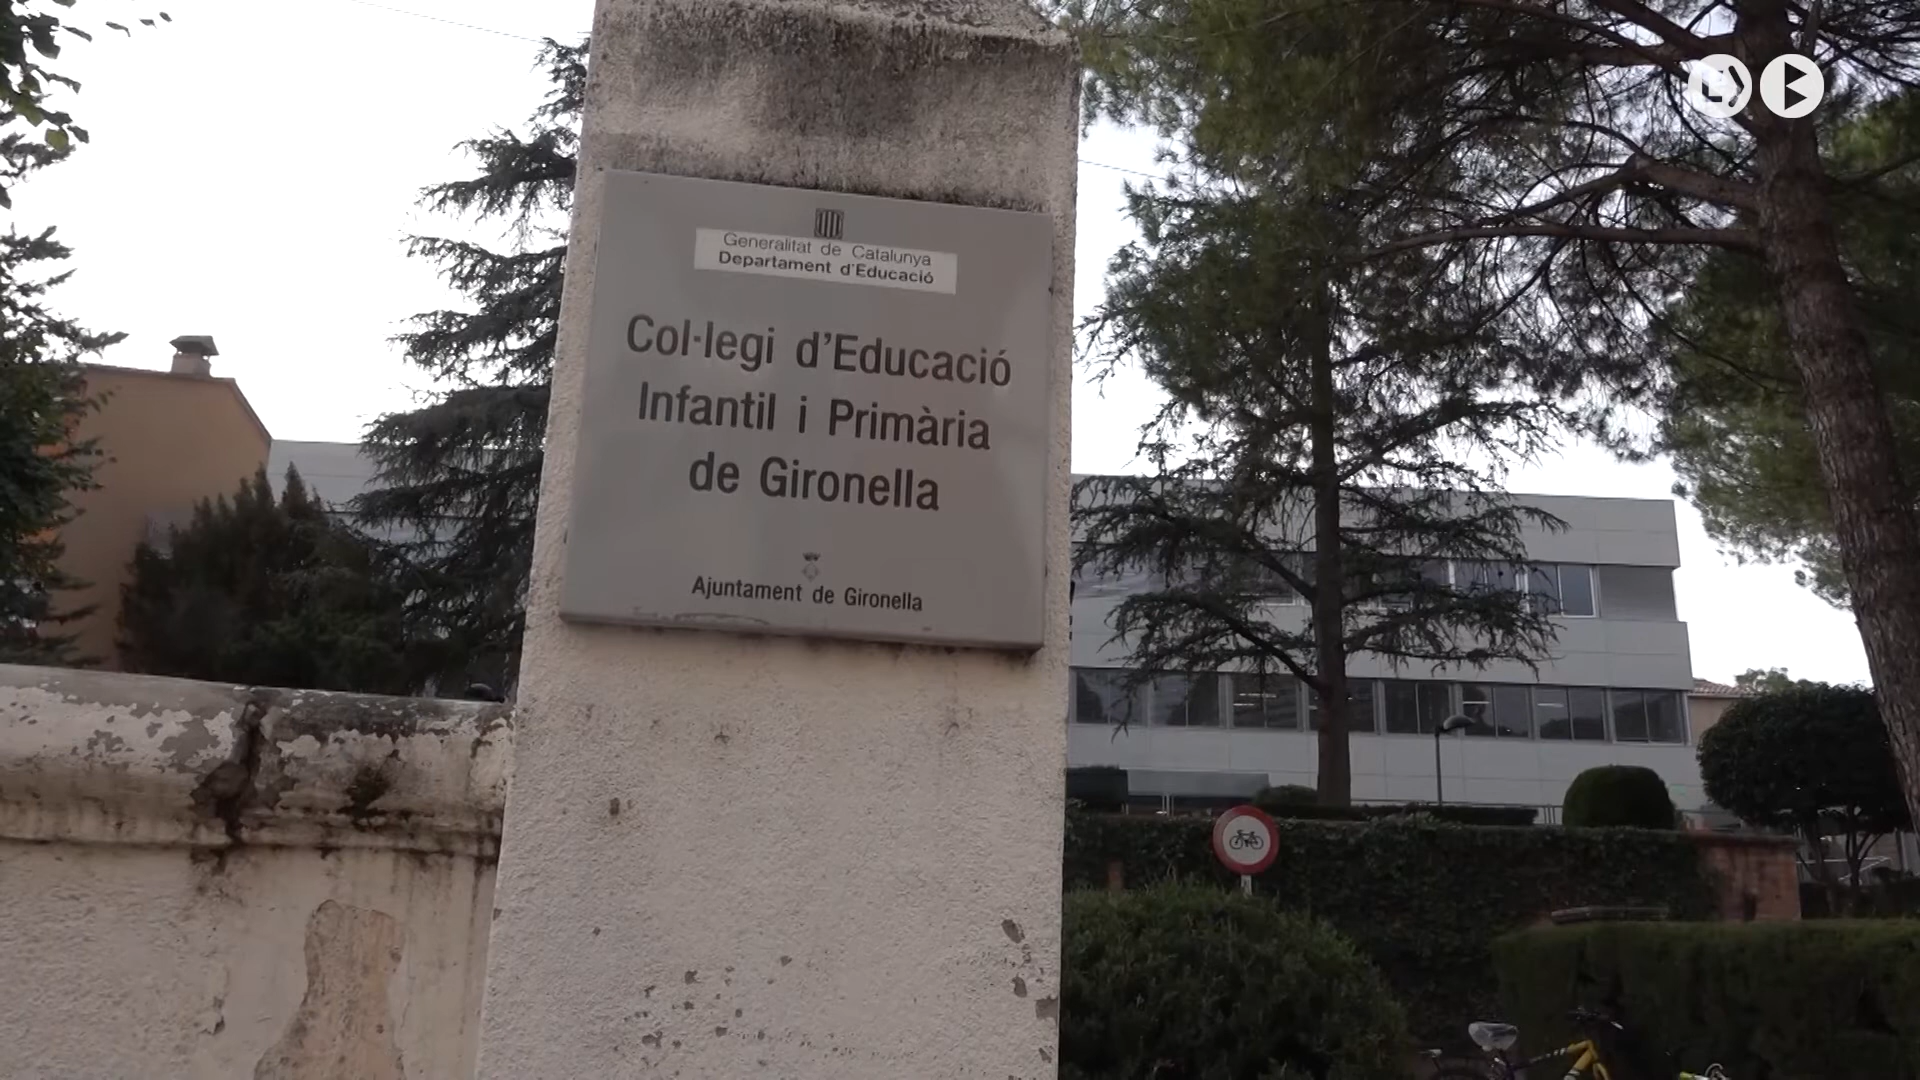 Generalitat de Catalunya
Departament d'Educació
Col·legi d'Educació
Infantil i Primària
de Gironella
Ajuntament de Gironella